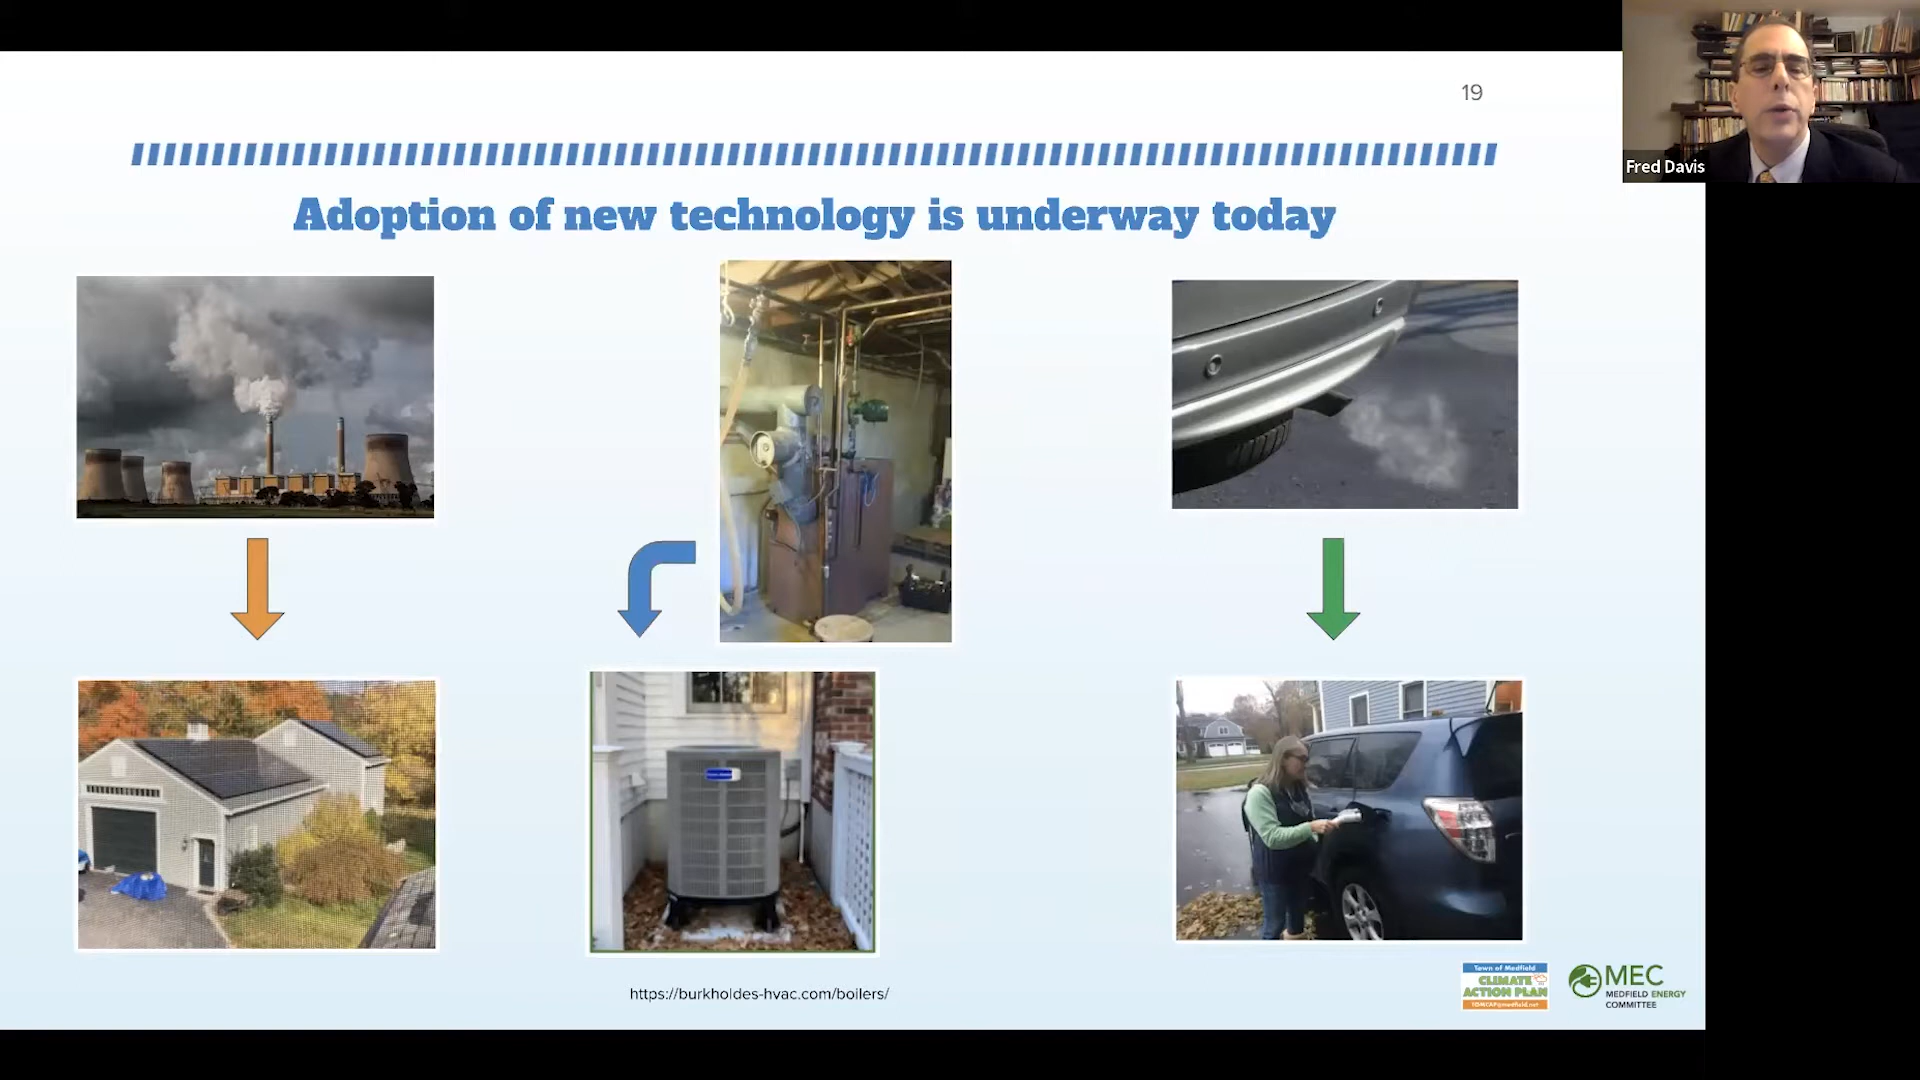 19
Fred Davis
Adoption of new technology is underway today
https://burkholdes-hvac.com/boilers/
Town of Medfield
CLIMATE
ACTION PLAN
TOMCAP@medfield.net
MEC
MEDFIELD ENERGY
COMMITTEE